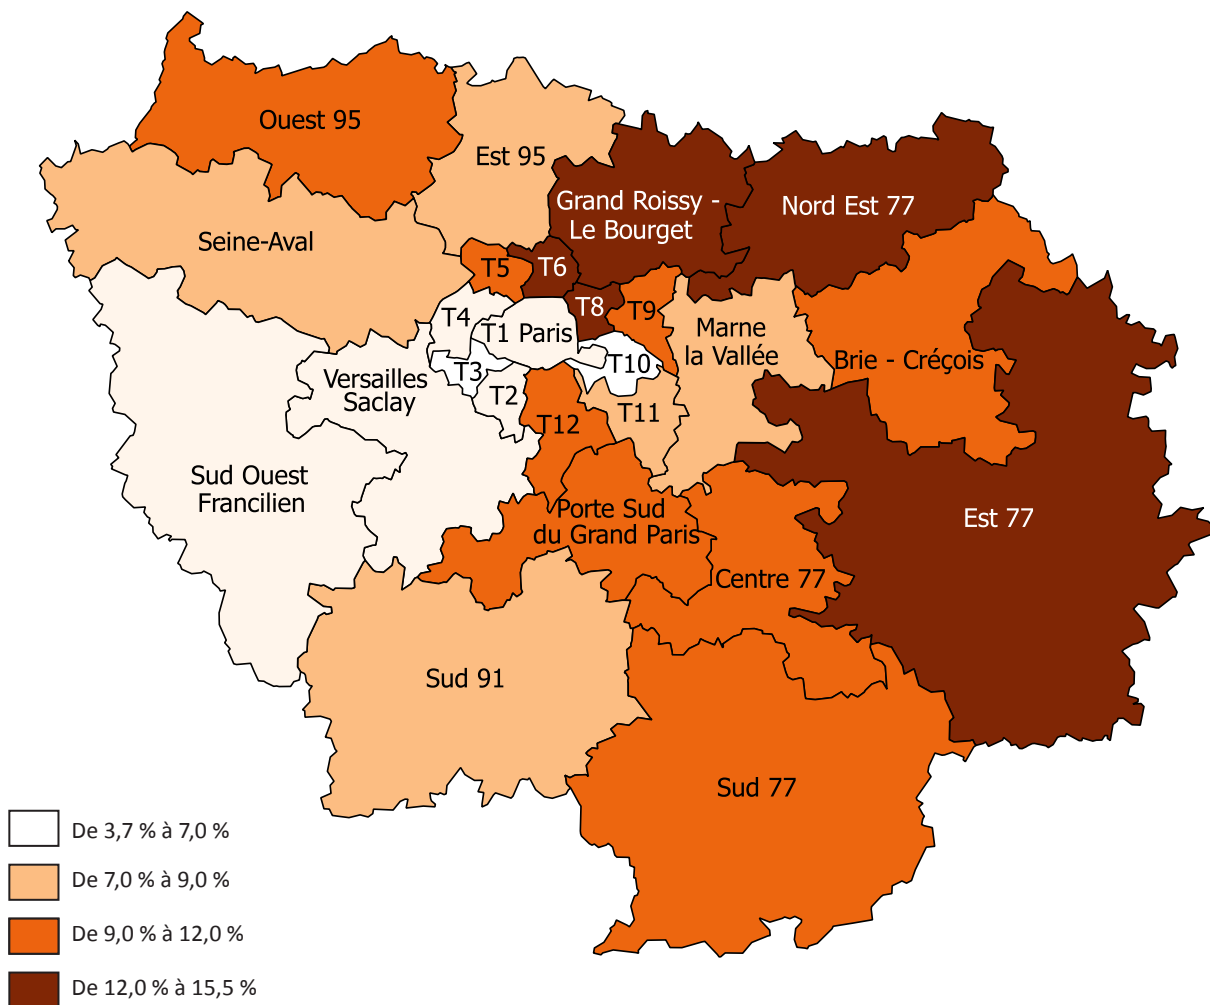 Ouest 95
Est 95
Grand Roissy -
Le Bourget
Nord Est 77
Seine-Aval
T5
T6
T8
T9
T4
T1 Paris
Marne
la Vallée
Brie - Créçois
T10
T3
T2
Versailles
Saclay
T11
T12
Sud Ouest
Francilien
Porte Sud
du Grand Paris
Est 77
Centre 77
Sud 91
Sud 77
De 3,7 % à 7,0 %
De 7,0 % à 9,0 %
De 9,0 % à 12,0 %
De 12,0 % à 15,5 %